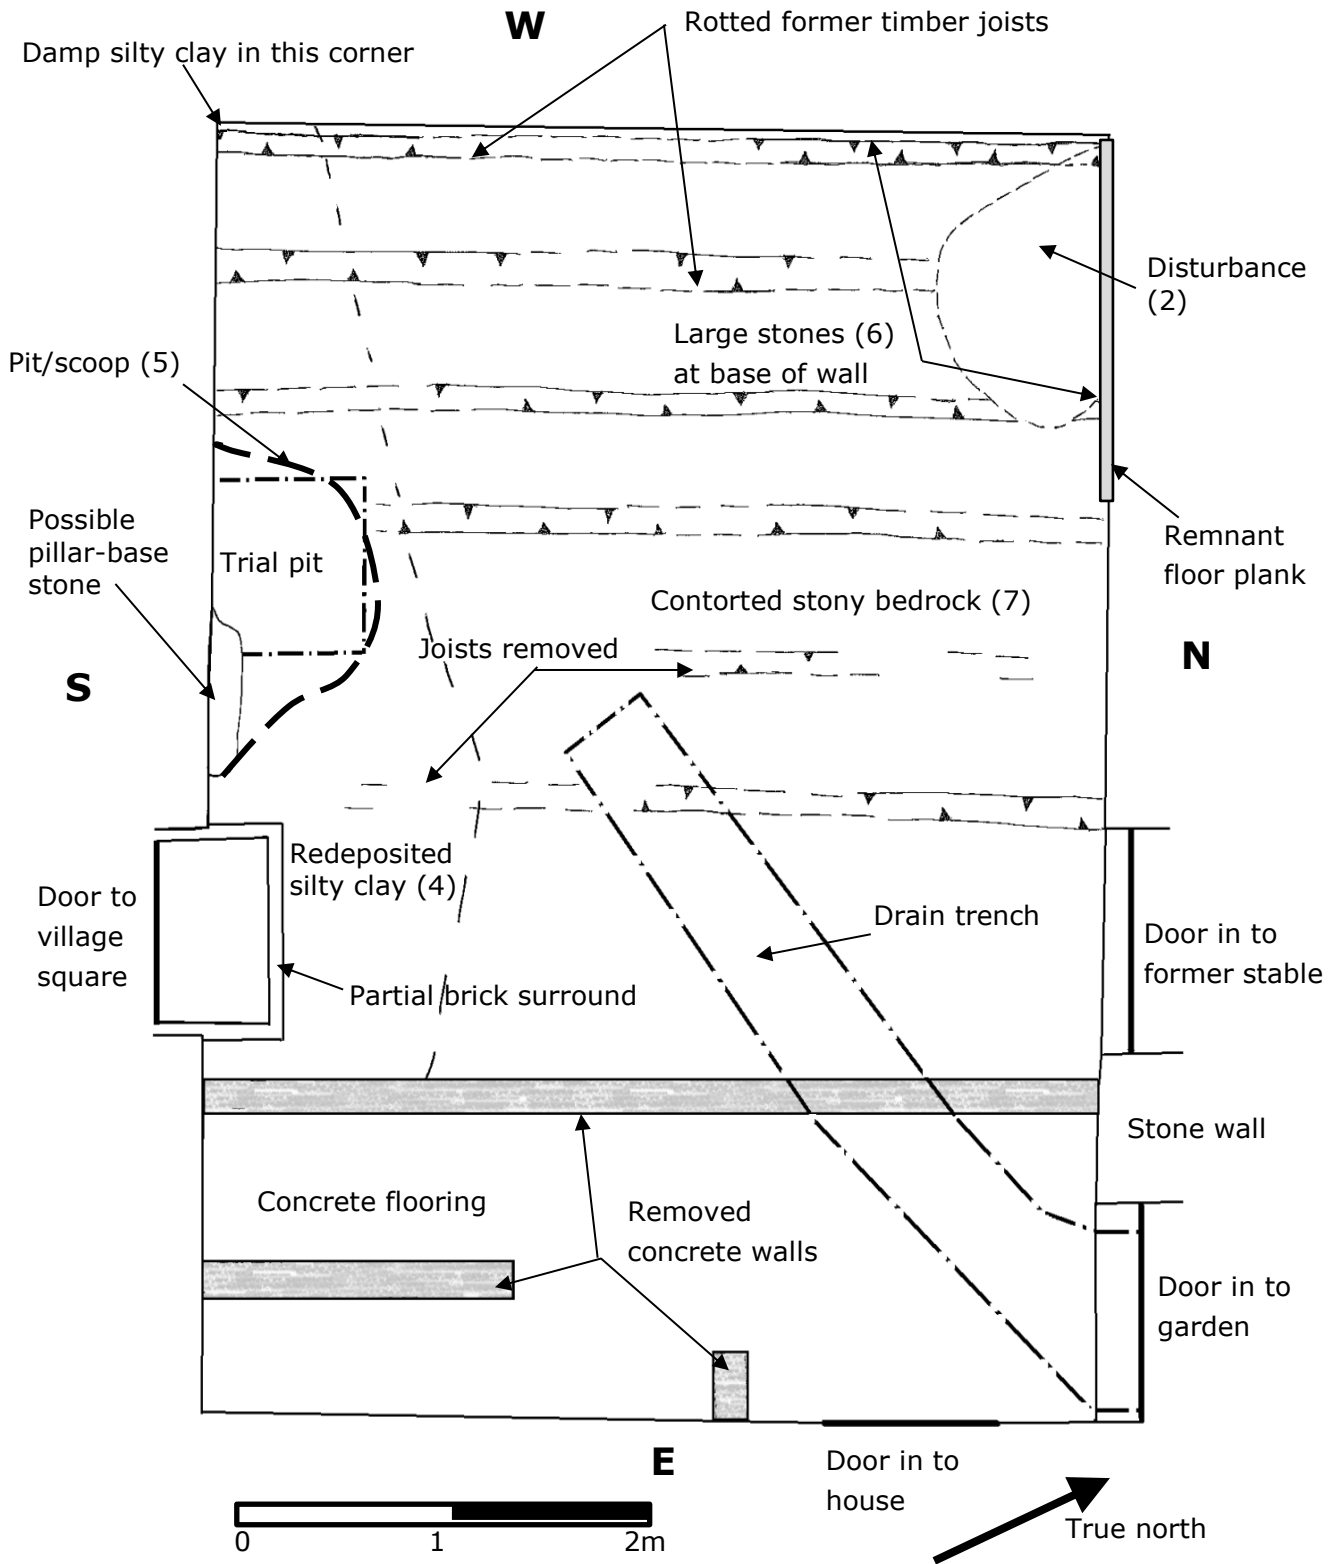 W
Rotted former timber joists
Damp silty clay in this corner
Disturbance
(2)
Large stones (6)
at base of wall
Pit/scoop (5)
Possible
pillar-base
stone
Trial pit
Remnant
floor plank
Contorted stony bedrock (7)
Joists removed
N
S
Redeposited
silty clay (4)
Door to
village
square
Drain trench
Door in to
former stable
Partial brick surround
Stone wall
Concrete flooring
Removed
concrete walls
Door in to
garden
E
Door in to
house
True north
0 1 2m